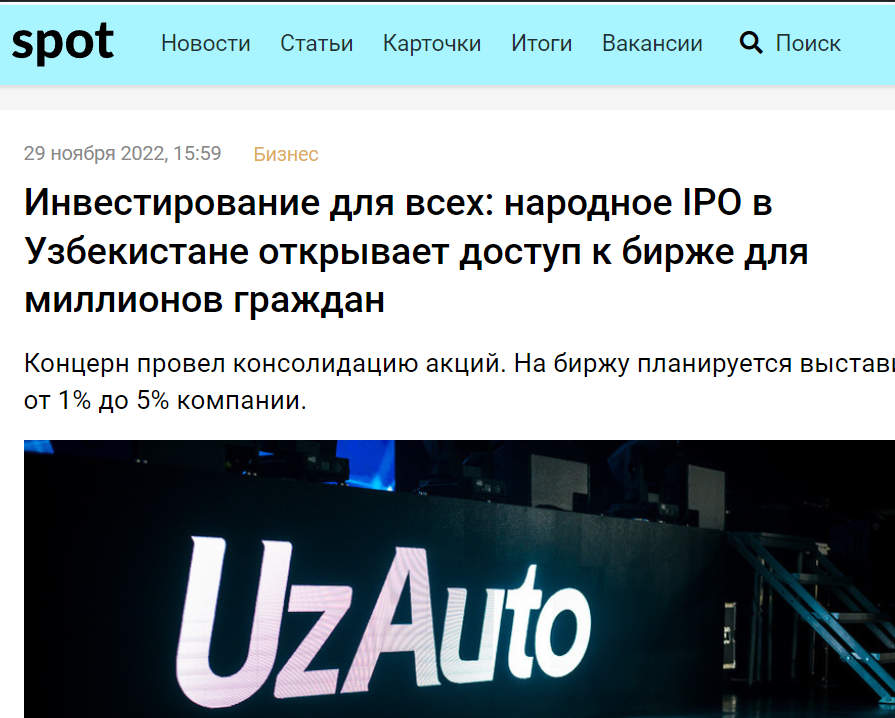 spot
Новости Статьи Карточки Итоги Вакансии Поиск
29 ноября 2022, 15:59 Бизнес
Инвестирование для всех: народное IPO в
Узбекистане открывает доступ к бирже для
миллионов граждан
Концерн провел консолидацию акций. На биржу планируется выстави
от 1% до 5% компании.
UzAuto